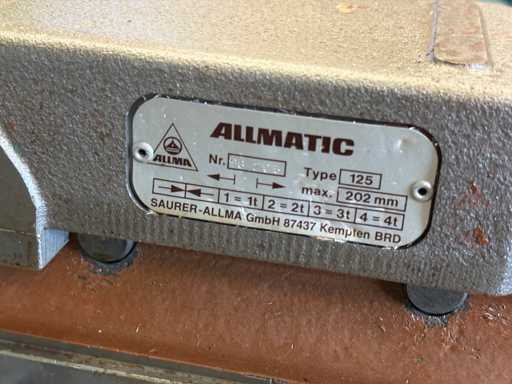 ALLMA
ALLMATIC
Nr.
Type 125
max. 202 mm
1 = 1t 2 = 2t 3 = 3t 4 = 4t
SAURER-ALLMA GmbH 87437 Kempten BRD